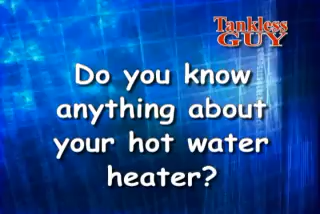 Tankless
GUY
Do you know
anything about
your hot water
heater?